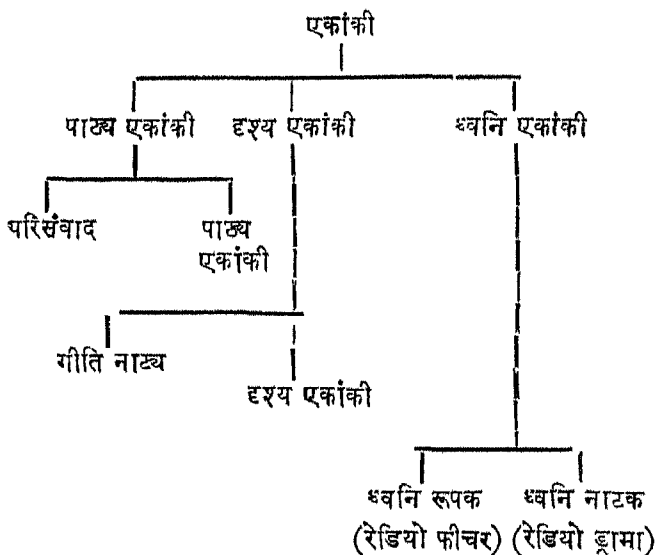 एकांकी
पाठ्य एकांकी दृश्य एकांकी ध्वनि एकांकी
परिसंवाद पाठ्य
एकांकी
गीति नाट्य
दृश्य एकांकी
ध्वनि रूपक ध्वनि नाटक
(रेडियो फीचर) (रेडियो ड्रामा)